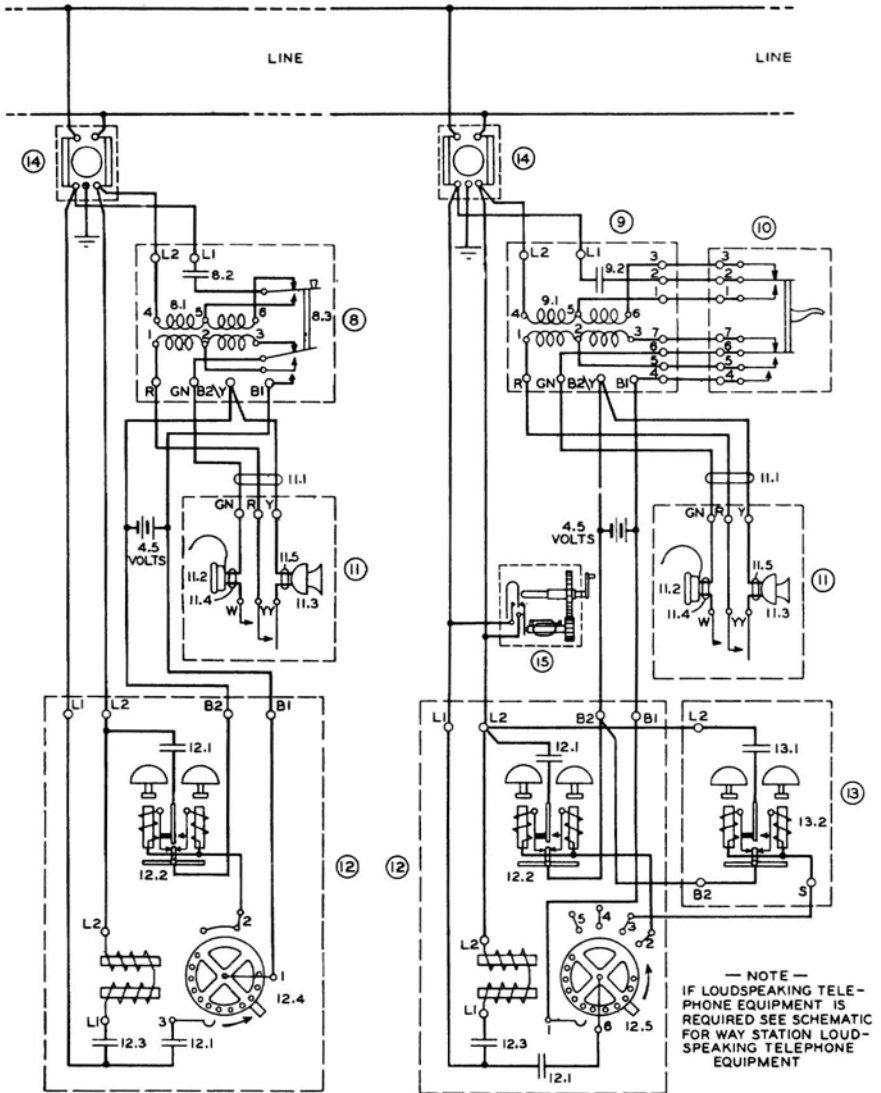 LINE LINE
14 14
L2 L1 8.2
8.1 4 5 6 8.3 8
1 2 3
R GN B2\Y B1
9 10
L2 L1 9.2 3 3
2 2
1 1
9.1 4 5 6
1 2 3 7 7
6 6
5 5
4 4
R GN B2\Y B1
11.1 11.1
GN R Y GN R Y
4.5 VOLTS 4.5 VOLTS
11.2 11.5 11 11.2 11.5 11
11.4 11.3 11.4 11.3
W YY W YY
15
L1 L2 B2 B1 L1 L2 B2 B1 L2
12.1 12.1 13.1
13
13.2
12.2 12 12 12.2
B2 S
2 5 4 3 2
L2 L2
1 12.4
L1 3 L1 1 6 12.5
12.3 12.1 12.3 12.1
— NOTE —
IF LOUDSPEAKING TELE-
PHONE EQUIPMENT IS
REQUIRED SEE SCHEMATIC
FOR WAY STATION LOUD-
SPEAKING TELEPHONE
EQUIPMENT